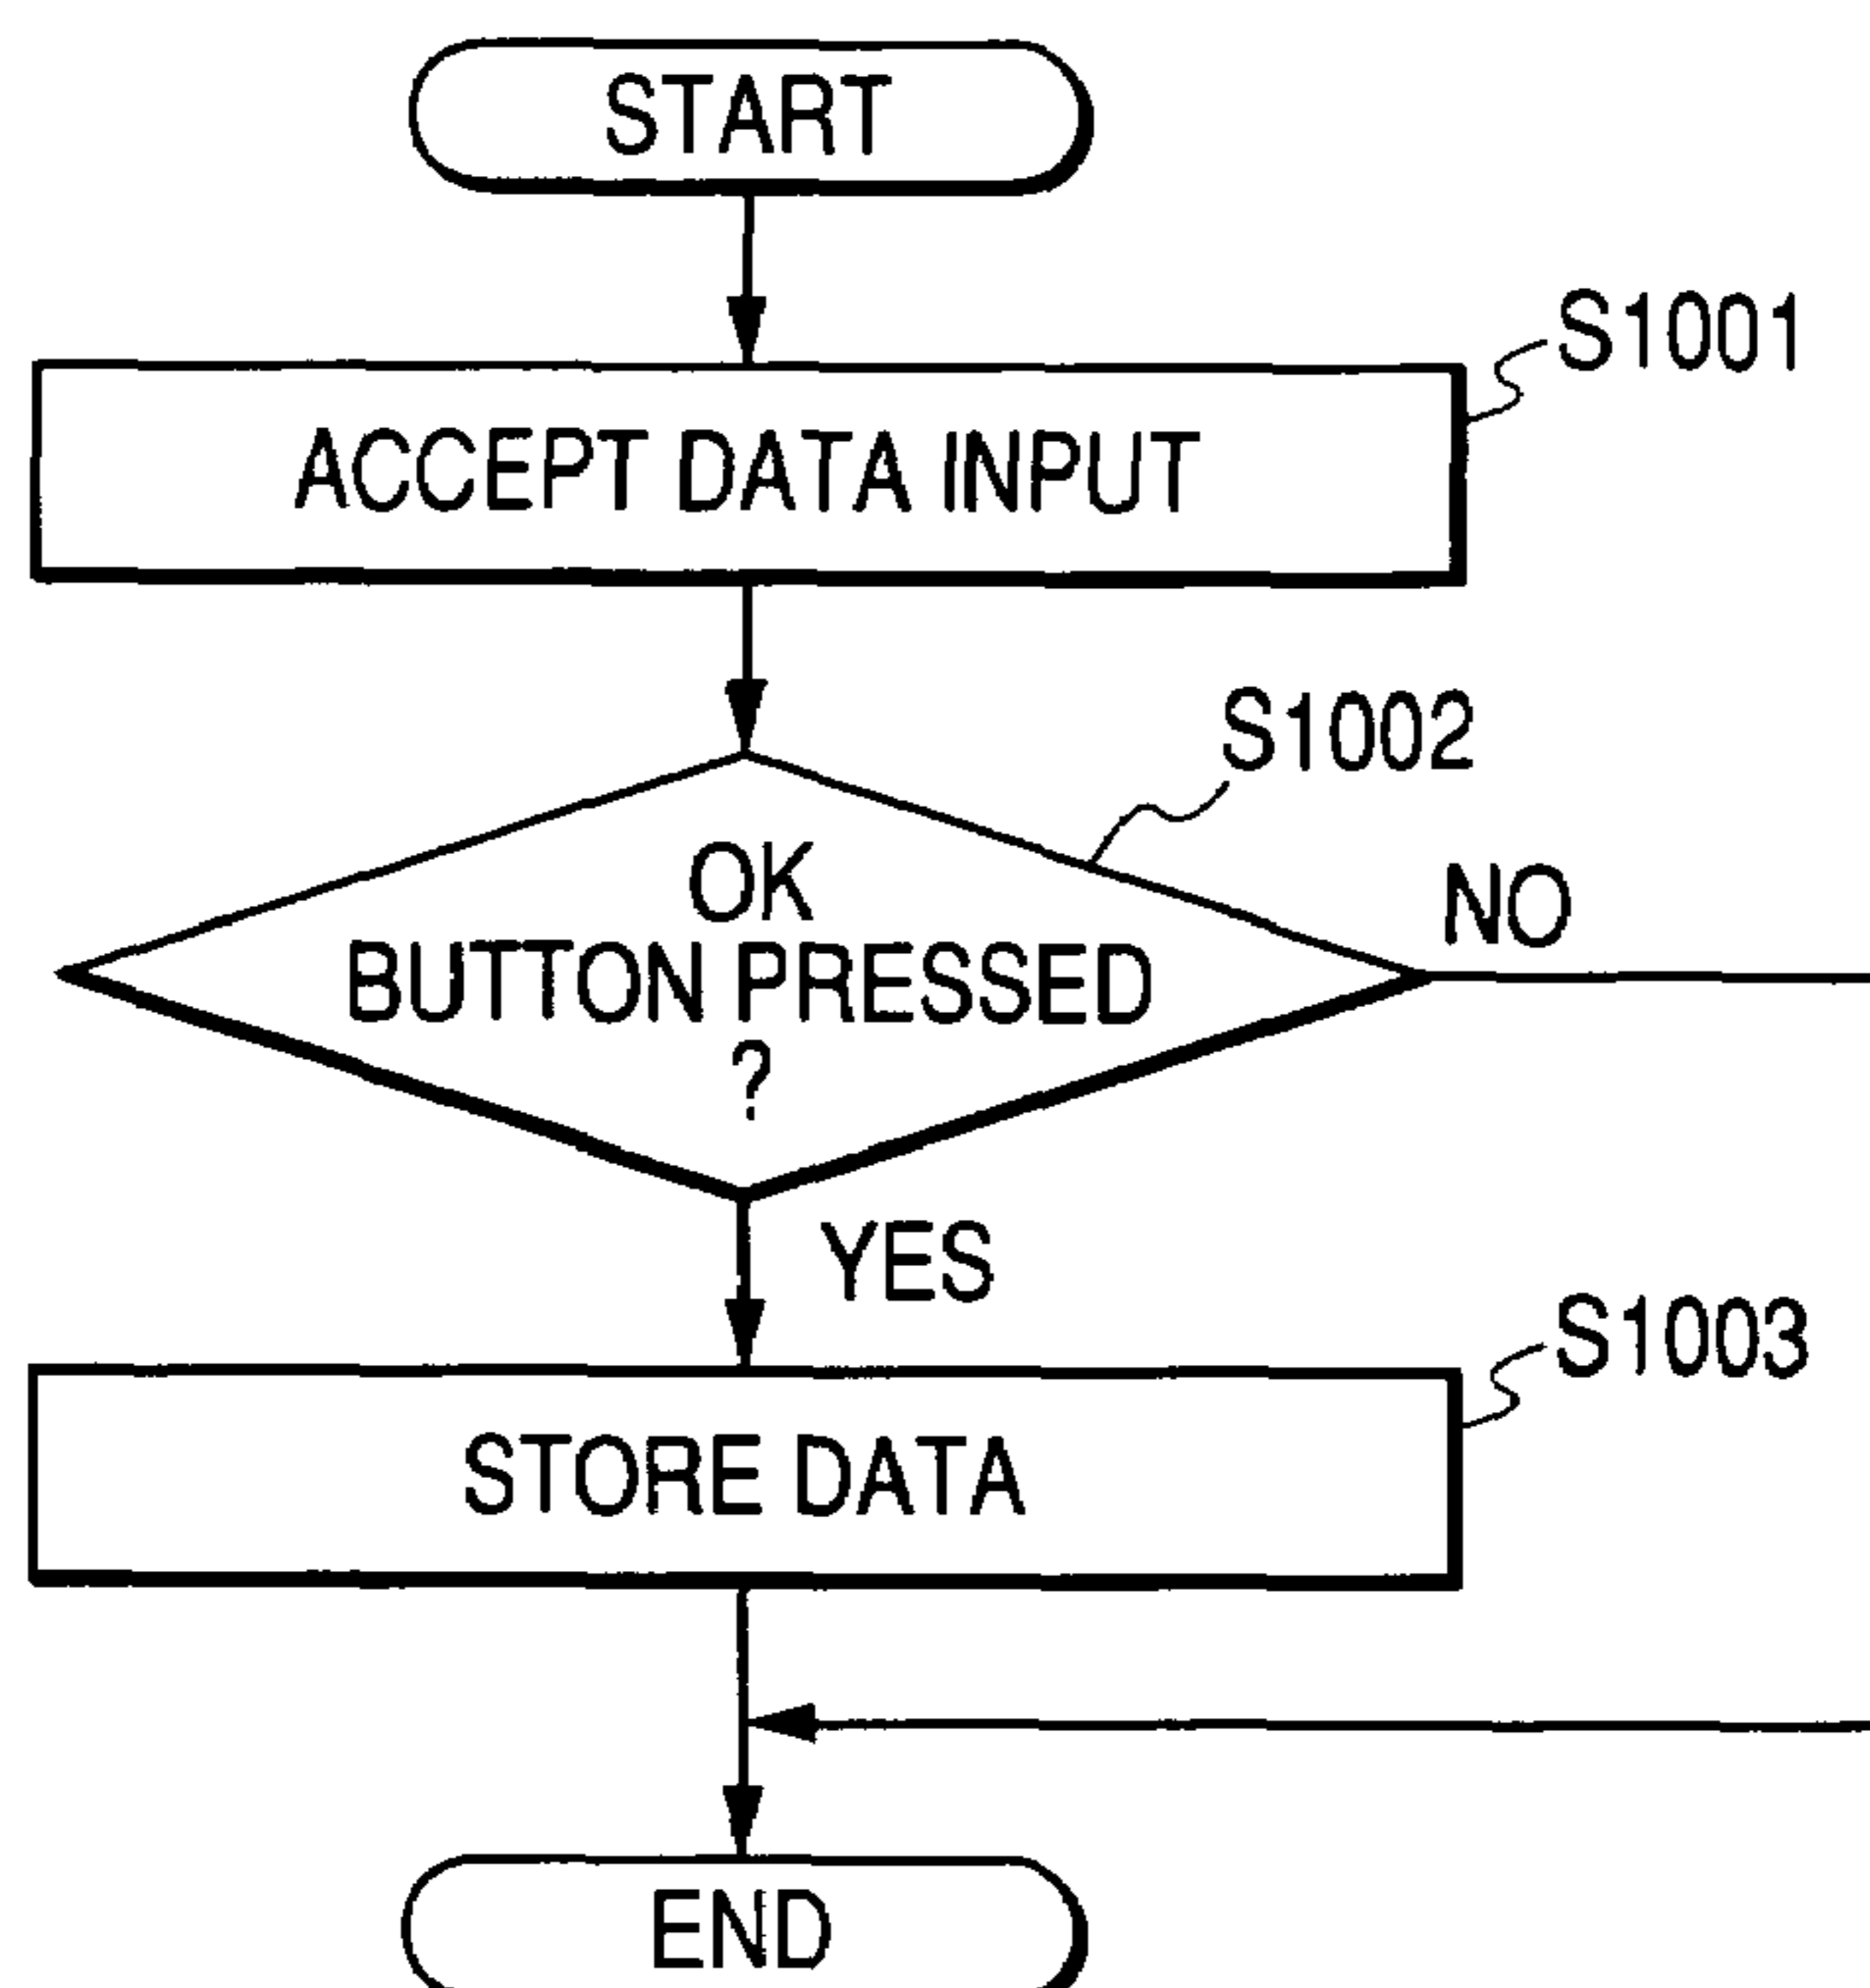 START
S1001
ACCEPT DATA INPUT
S1002
OK
BUTTON PRESSED
?
NO
YES
S1003
STORE DATA
END